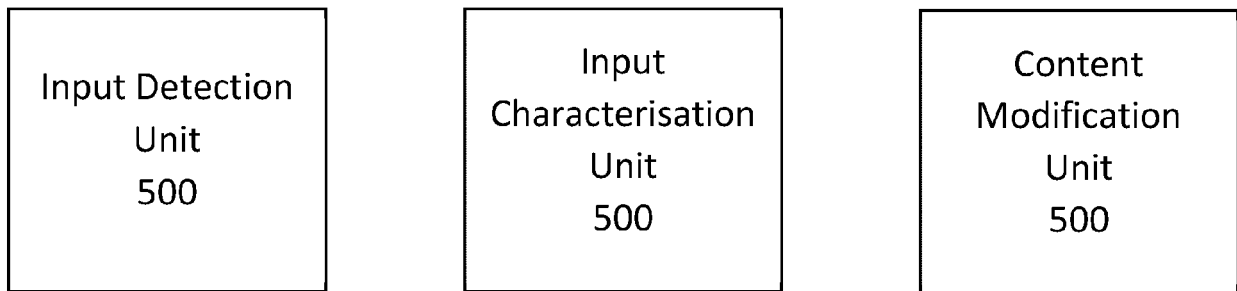 Input Detection
Unit
500
Input
Characterisation
Unit
500
Content
Modification
Unit
500